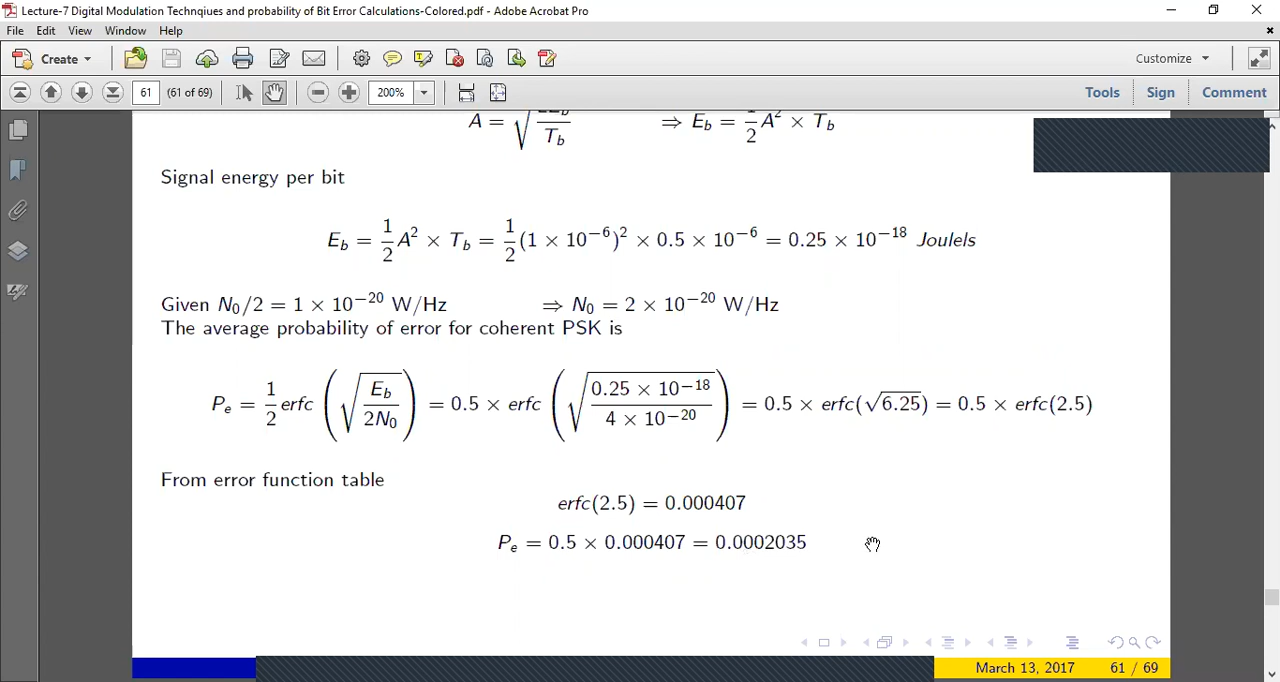 Lecture-7 Digital Modulation Technqiues and probability of Bit Error Calculations-Colored.pdf - Adobe Acrobat Pro
File Edit View Window Help
Create Customize
61 (61 of 69) 200% Tools Sign Comment
A = √(2E_b / T_b) ⇒ E_b = 1/2 A² × T_b
Signal energy per bit
E_b = 1/2 A² × T_b = 1/2 (1 × 10⁻⁶)² × 0.5 × 10⁻⁶ = 0.25 × 10⁻¹⁸ Joulels
Given N₀/2 = 1 × 10⁻²⁰ W/Hz ⇒ N₀ = 2 × 10⁻²⁰ W/Hz
The average probability of error for coherent PSK is
P_e = 1/2 erfc (√(E_b / 2N₀)) = 0.5 × erfc (√(0.25 × 10⁻¹⁸ / 4 × 10⁻²⁰)) = 0.5 × erfc(√6.25) = 0.5 × erfc(2.5)
From error function table
erfc(2.5) = 0.000407
P_e = 0.5 × 0.000407 = 0.0002035
March 13, 2017 61 / 69